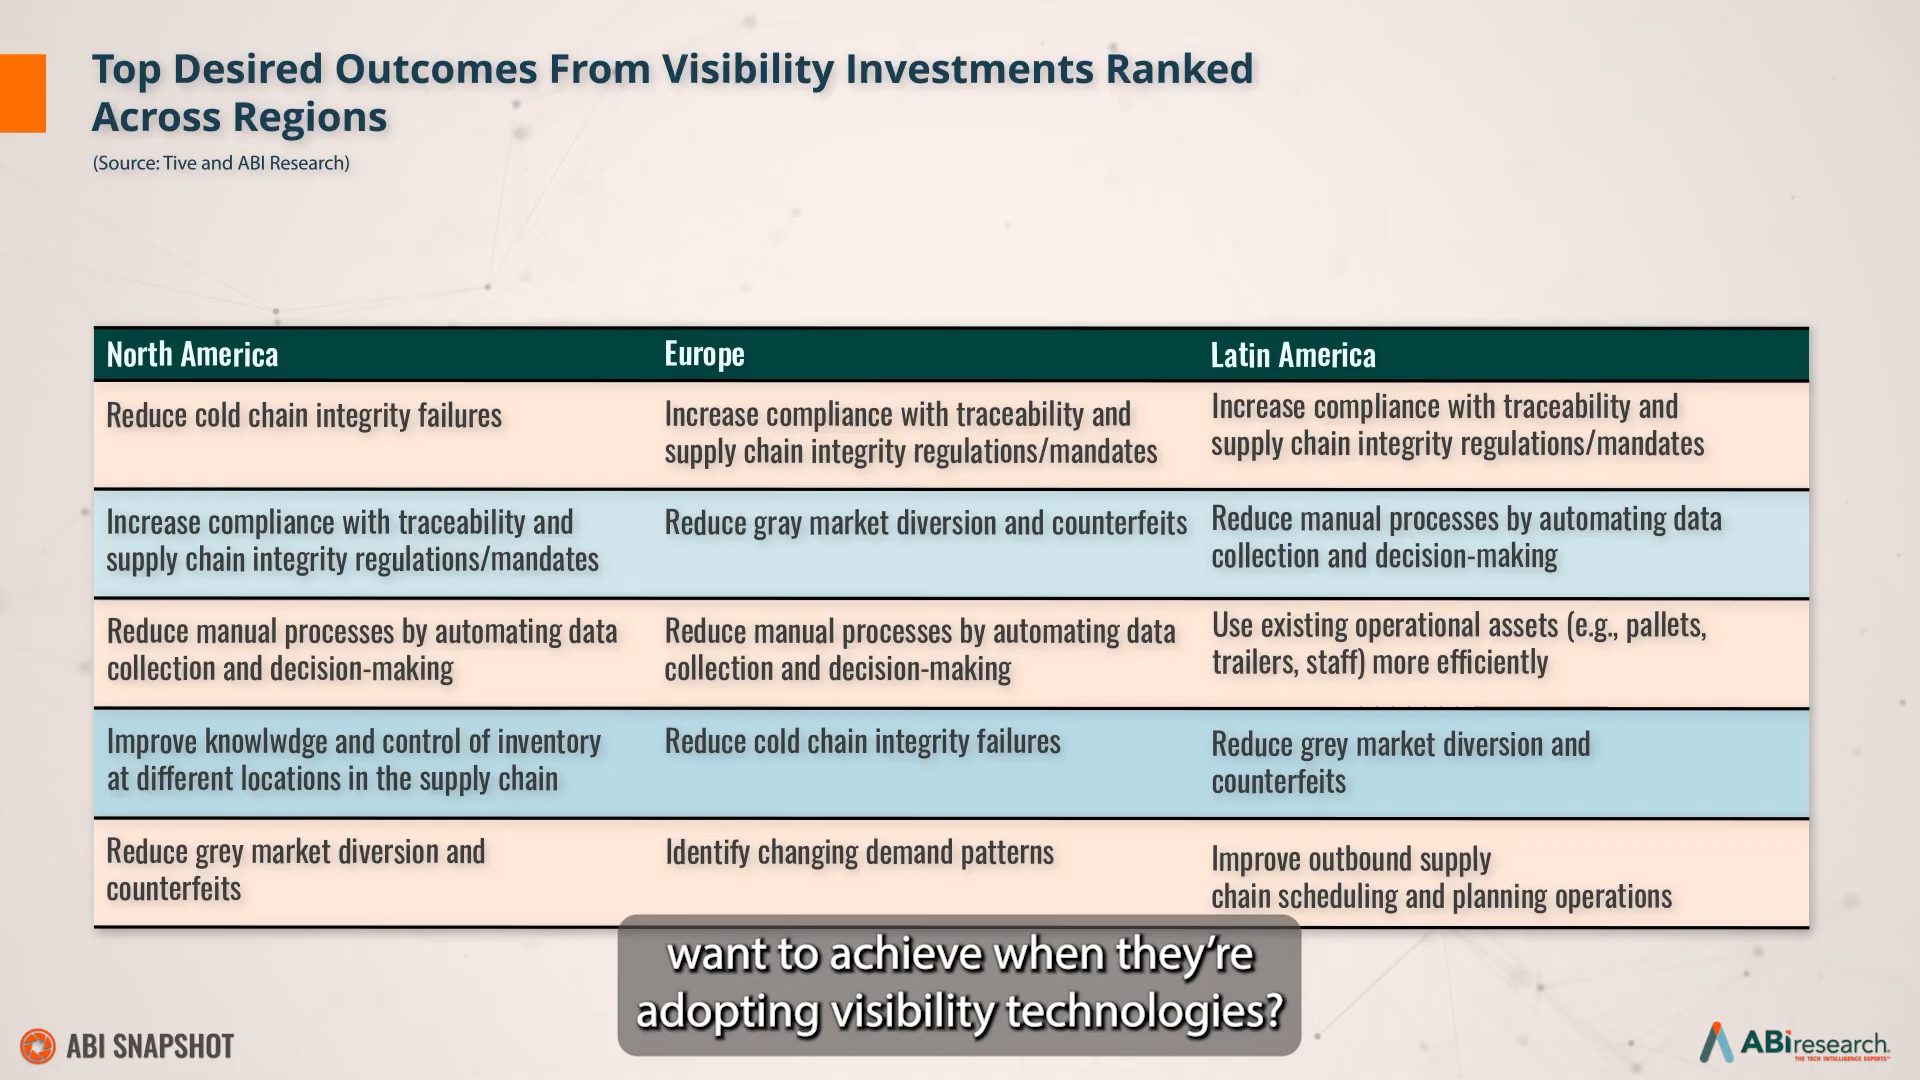 Top Desired Outcomes From Visibility Investments Ranked
Across Regions
(Source: Tive and ABI Research)
North America
Europe
Latin America
Reduce cold chain integrity failures
Increase compliance with traceability and
supply chain integrity regulations/mandates
Increase compliance with traceability and
supply chain integrity regulations/mandates
Increase compliance with traceability and
supply chain integrity regulations/mandates
Reduce gray market diversion and counterfeits
Reduce manual processes by automating data
collection and decision-making
Reduce manual processes by automating data
collection and decision-making
Reduce manual processes by automating data
collection and decision-making
Use existing operational assets (e.g., pallets,
trailers, staff) more efficiently
Improve knowlwdge and control of inventory
at different locations in the supply chain
Reduce cold chain integrity failures
Reduce grey market diversion and
counterfeits
Reduce grey market diversion and
counterfeits
Identify changing demand patterns
Improve outbound supply
chain scheduling and planning operations
want to achieve when they're
adopting visibility technologies?
ABI SNAPSHOT
ABiresearch.
THE TECH INTELLIGENCE EXPERTS